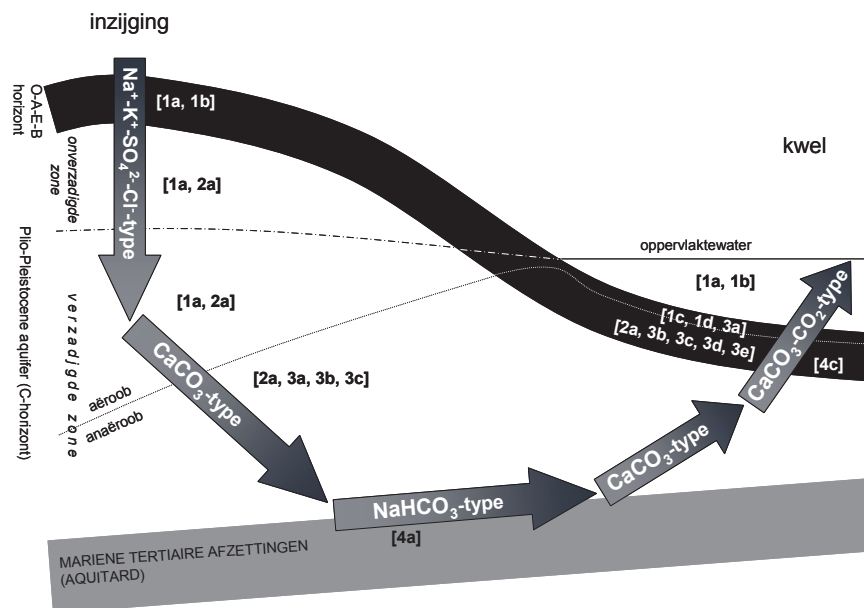 inzijging
O-A-E-B
horizont
Na⁺-K⁺-SO₄²⁻-Cl⁻-type
[1a, 1b]
onverzadigde
zone
[1a, 2a]
kwel
oppervlaktewater
[1a, 1b]
Plio-Pleistocene aquifer (C-horizont)
verzadjgde zone
[1a, 2a]
[1c, 1d, 3a]
[2a, 3b, 3c, 3d, 3e]
[4c]
CaCO₃-CO₂-type
CaCO₃-type
[2a, 3a, 3b, 3c]
aëroob
anaëroob
CaCO₃-type
NaHCO₃-type
[4a]
MARIENE TERTIAIRE AFZETTINGEN
(AQUITARD)